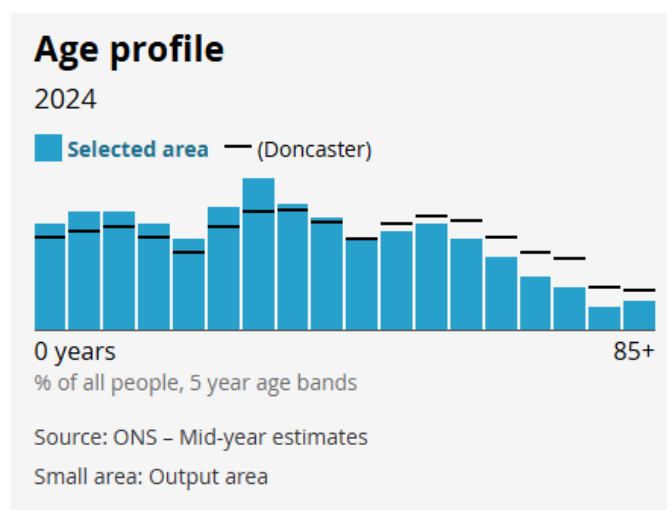 Age profile
2024
Selected area (Doncaster)
0 years 85+
% of all people, 5 year age bands
Source: ONS – Mid-year estimates
Small area: Output area